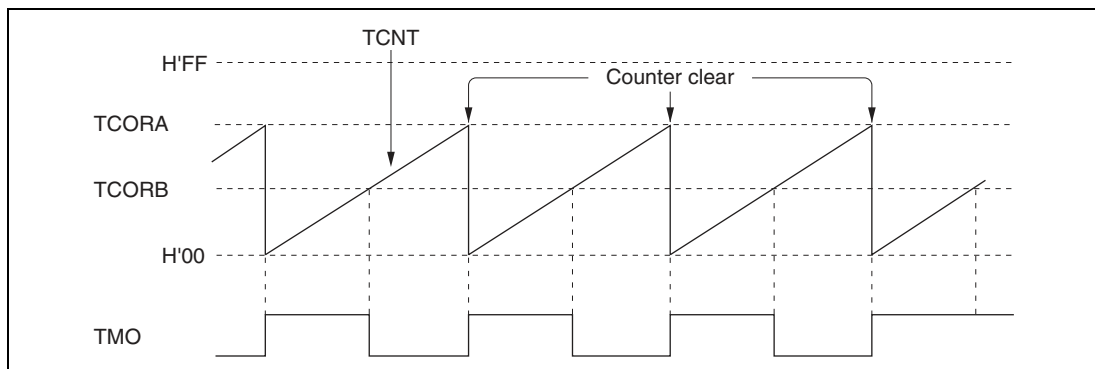 TCNT
H'FF
Counter clear
TCORA
TCORB
H'00
TMO